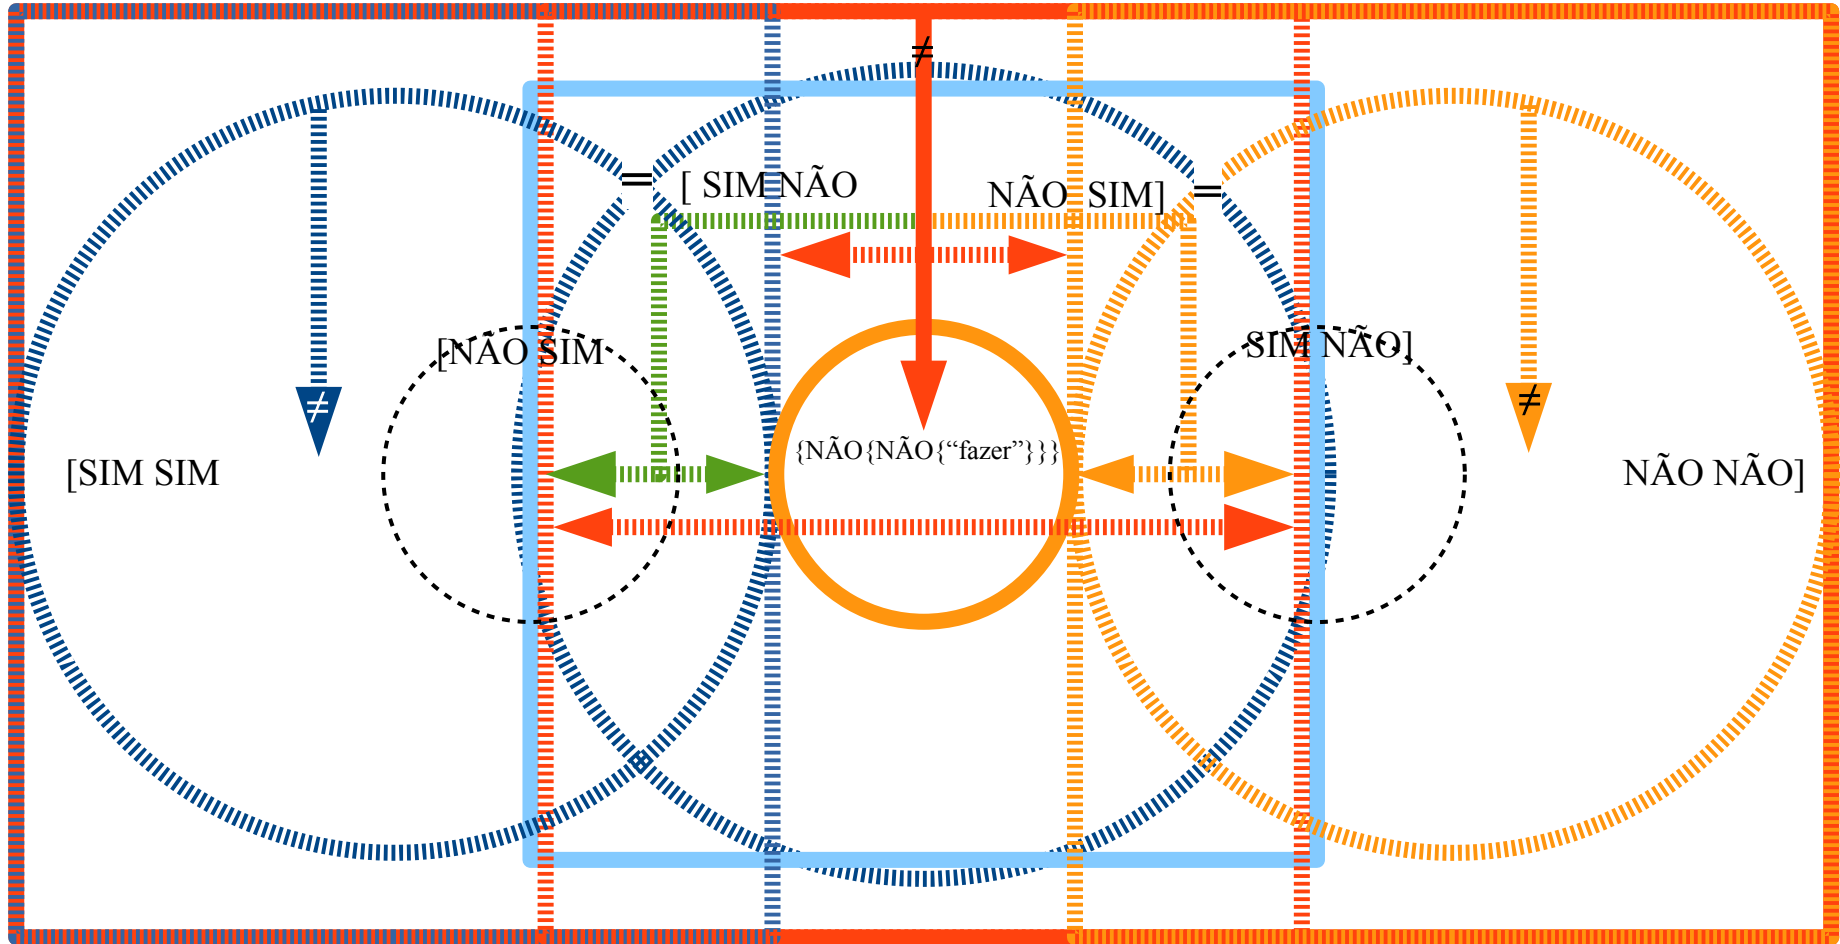 ≠
= [ SIM NÃO NÃO SIM] =
[NÃO SIM SIM NÃO]
≠ ≠
{NÃO{NÃO{“fazer”}}}
[SIM SIM NÃO NÃO]